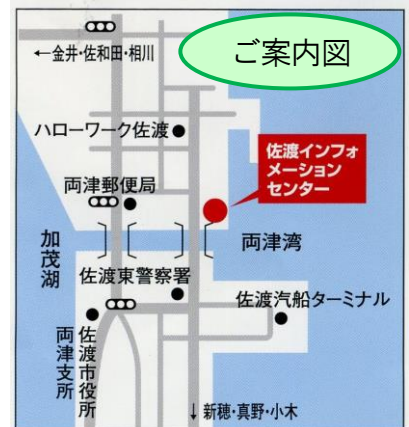 ご案内図
←金井・佐和田・相川
ハローワーク佐渡
佐渡インフォ
メーション
センター
両津郵便局
加茂湖
両津湾
佐渡東警察署
佐渡汽船ターミナル
佐渡市役所
両津支所
↓新穂・真野・小木